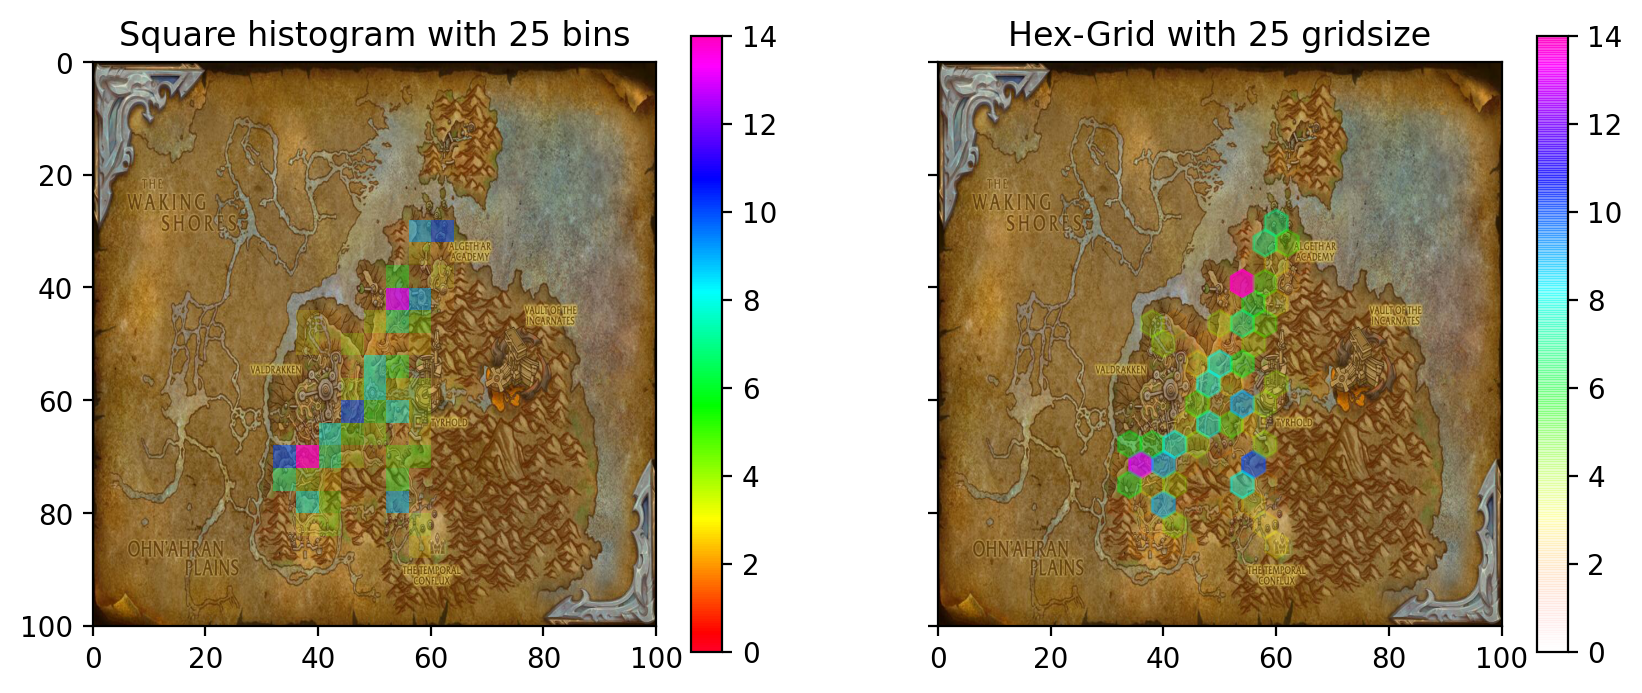 Square histogram with 25 bins
0
20
40
60
80
100
0
20
40
60
80
100
THE
WAKING
SHORES
ALGETH'AR
ACADEMY
VAULT OF THE
INCARNATES
VALDRAKKEN
TYRHOLD
OHN'AHRAN
PLAINS
THE TEMPORAL
CONFLUX
14
12
10
8
6
4
2
0
Hex-Grid with 25 gridsize
0
20
40
60
80
100
THE
WAKING
SHORES
ALGETH'AR
ACADEMY
VAULT OF THE
INCARNATES
VALDRAKKEN
TYRHOLD
OHN'AHRAN
PLAINS
THE TEMPORAL
CONFLUX
14
12
10
8
6
4
2
0